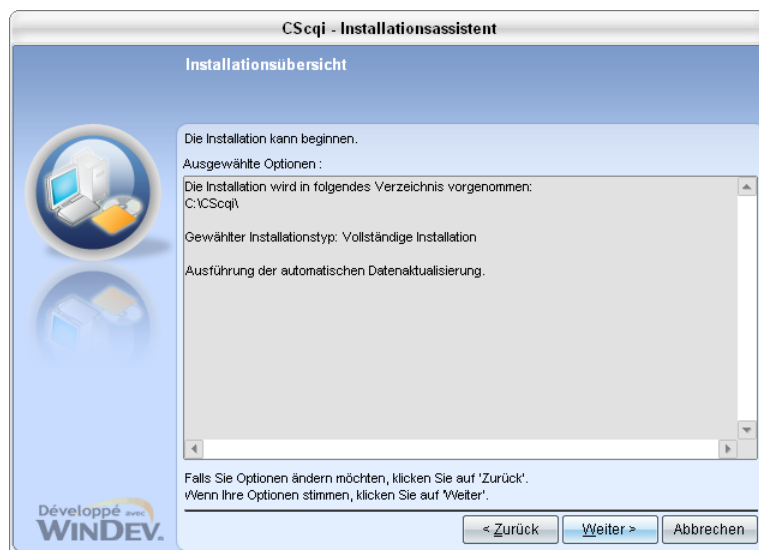 CScqi - Installationsassistent
Installationsübersicht
Die Installation kann beginnen.
Ausgewählte Optionen :
Die Installation wird in folgendes Verzeichnis vorgenommen:
C:\CScqi\
Gewählter Installationstyp: Vollständige Installation
Ausführung der automatischen Datenaktualisierung.
Falls Sie Optionen ändern möchten, klicken Sie auf 'Zurück'.
Wenn Ihre Optionen stimmen, klicken Sie auf 'Weiter'.
Développé avec
WINDEV.
< Zurück
Weiter >
Abbrechen